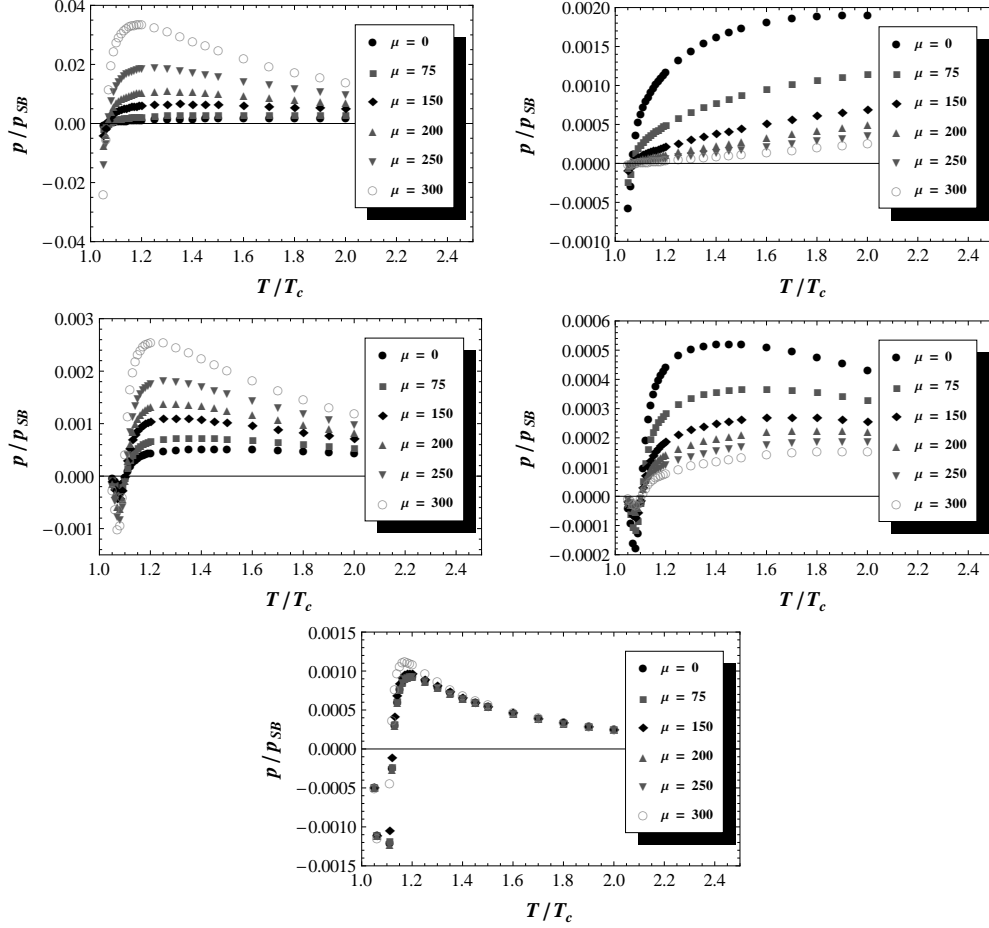 0.04
0.02
0.00
−0.02
−0.04
p / p_SB
1.0 1.2 1.4 1.6 1.8 2.0 2.2 2.4
T / T_c
μ = 0
μ = 75
μ = 150
μ = 200
μ = 250
μ = 300
0.0020
0.0015
0.0010
0.0005
0.0000
−0.0005
−0.0010
p / p_SB
1.0 1.2 1.4 1.6 1.8 2.0 2.2 2.4
T / T_c
μ = 0
μ = 75
μ = 150
μ = 200
μ = 250
μ = 300
0.003
0.002
0.001
0.000
−0.001
p / p_SB
1.0 1.2 1.4 1.6 1.8 2.0 2.2 2.4
T / T_c
μ = 0
μ = 75
μ = 150
μ = 200
μ = 250
μ = 300
0.0006
0.0005
0.0004
0.0003
0.0002
0.0001
0.0000
−0.0001
−0.0002
p / p_SB
1.0 1.2 1.4 1.6 1.8 2.0 2.2 2.4
T / T_c
μ = 0
μ = 75
μ = 150
μ = 200
μ = 250
μ = 300
0.0015
0.0010
0.0005
0.0000
−0.0005
−0.0010
−0.0015
p / p_SB
1.0 1.2 1.4 1.6 1.8 2.0 2.2 2.4
T / T_c
μ = 0
μ = 75
μ = 150
μ = 200
μ = 250
μ = 300